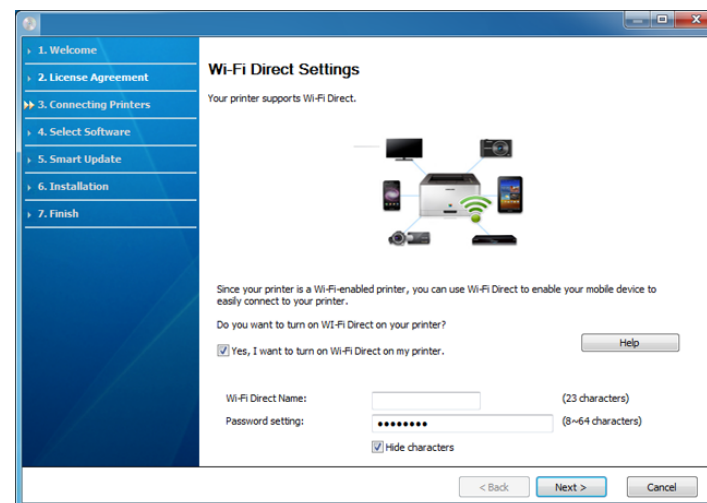 1. Welcome
2. License Agreement
3. Connecting Printers
4. Select Software
5. Smart Update
6. Installation
7. Finish
Wi-Fi Direct Settings
Your printer supports Wi-Fi Direct.
Since your printer is a Wi-Fi-enabled printer, you can use Wi-Fi Direct to enable your mobile device to
easily connect to your printer.
Do you want to turn on WI-Fi Direct on your printer?
Help
Yes, I want to turn on Wi-Fi Direct on my printer.
Wi-Fi Direct Name: (23 characters)
Password setting: •••••••• (8~64 characters)
Hide characters
< Back Next > Cancel